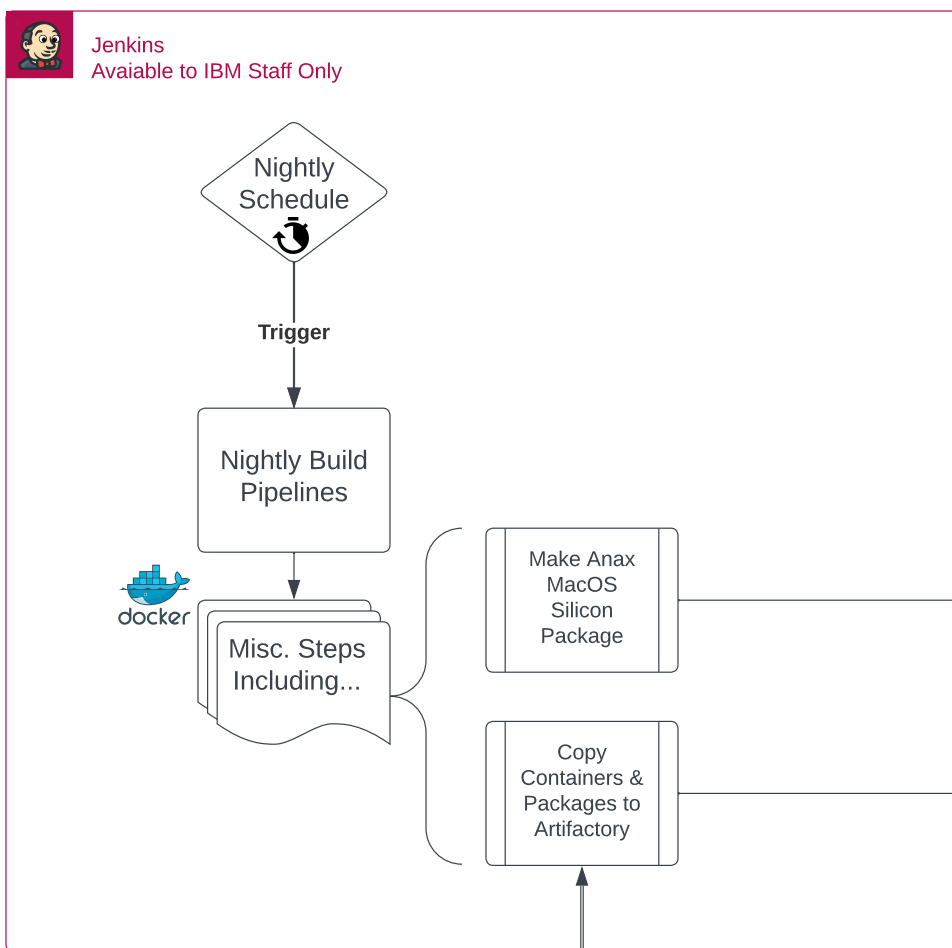 Jenkins
Avaiable to IBM Staff Only
Nightly
Schedule
Trigger
Nightly Build
Pipelines
docker
Misc. Steps
Including...
Make Anax
MacOS
Silicon
Package
Copy
Containers &
Packages to
Artifactory